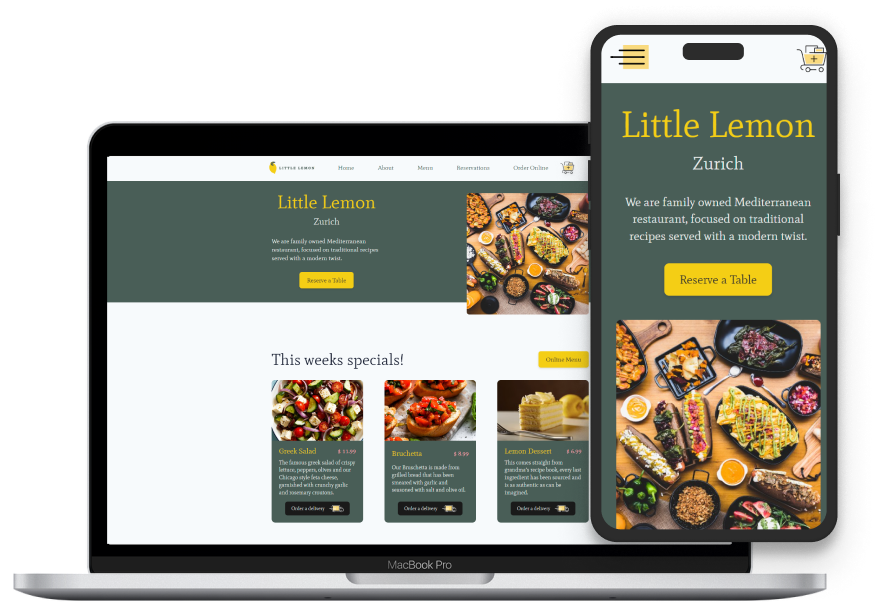 LITTLE LEMON
Home
About
Menu
Reservations
Order Online
Little Lemon
Zurich
We are family owned Mediterranean
restaurant, focused on traditional recipes
served with a modern twist.
Reserve a Table
This weeks specials!
Online Menu
Greek Salad
$ 11.99
The famous greek salad of crispy
lettuce, peppers, olives and our
Chicago style feta cheese,
garnished with crunchy garlic
and rosemary croutons.
Order a delivery
Bruchetta
$ 8.99
Our Bruschetta is made from
grilled bread that has been
smeared with garlic and
seasoned with salt and olive oil.
Order a delivery
Lemon Dessert
$ 6.99
This comes straight from
grandma's recipe book, every last
ingredient has been sourced and
is as authentic as can be
imagined.
Order a delivery
MacBook Pro
Little Lemon
Zurich
We are family owned Mediterranean
restaurant, focused on traditional
recipes served with a modern twist.
Reserve a Table